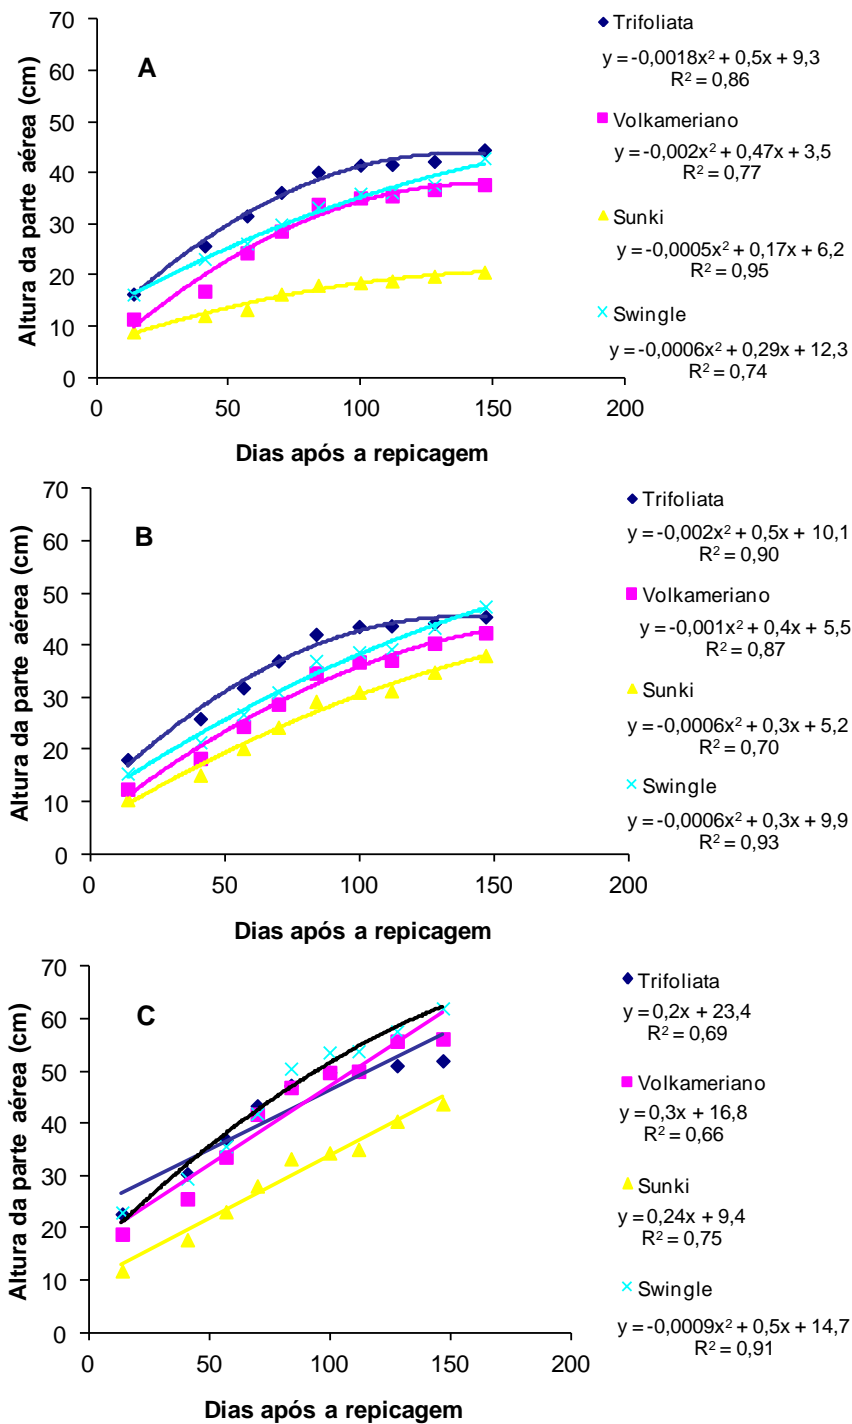 70
60
50
40
30
20
10
0
Altura da parte aérea (cm)
A
0 50 100 150 200
Dias após a repicagem
Trifoliata
y = -0,0018x² + 0,5x + 9,3
R² = 0,86
Volkameriano
y = -0,002x² + 0,47x + 3,5
R² = 0,77
Sunki
y = -0,0005x² + 0,17x + 6,2
R² = 0,95
Swingle
y = -0,0006x² + 0,29x + 12,3
R² = 0,74
70
60
50
40
30
20
10
0
Altura da parte aérea (cm)
B
0 50 100 150 200
Dias após a repicagem
Trifoliata
y = -0,002x² + 0,5x + 10,1
R² = 0,90
Volkameriano
y = -0,001x² + 0,4x + 5,5
R² = 0,87
Sunki
y = -0,0006x² + 0,3x + 5,2
R² = 0,70
Swingle
y = -0,0006x² + 0,3x + 9,9
R² = 0,93
70
60
50
40
30
20
10
0
Altura da parte aérea (cm)
C
0 50 100 150 200
Dias após a repicagem
Trifoliata
y = 0,2x + 23,4
R² = 0,69
Volkameriano
y = 0,3x + 16,8
R² = 0,66
Sunki
y = 0,24x + 9,4
R² = 0,75
Swingle
y = -0,0009x² + 0,5x + 14,7
R² = 0,91